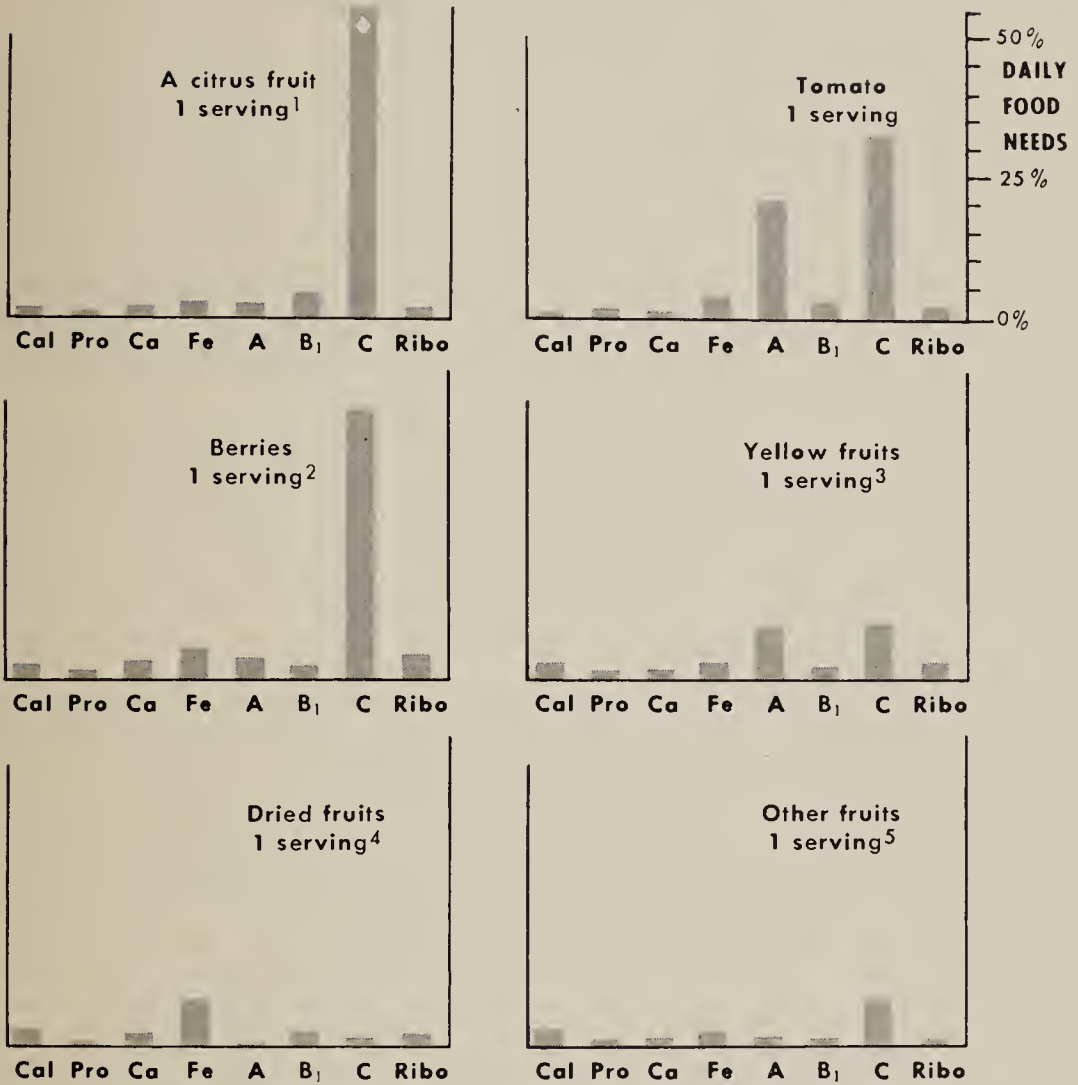 A citrus fruit
1 serving1
Cal Pro Ca Fe A B1 C Ribo
Tomato
1 serving
50%
DAILY
FOOD
NEEDS
25%
0%
Cal Pro Ca Fe A B1 C Ribo
Berries
1 serving2
Cal Pro Ca Fe A B1 C Ribo
Yellow fruits
1 serving3
Cal Pro Ca Fe A B1 C Ribo
Dried fruits
1 serving4
Cal Pro Ca Fe A B1 C Ribo
Other fruits
1 serving5
Cal Pro Ca Fe A B1 C Ribo